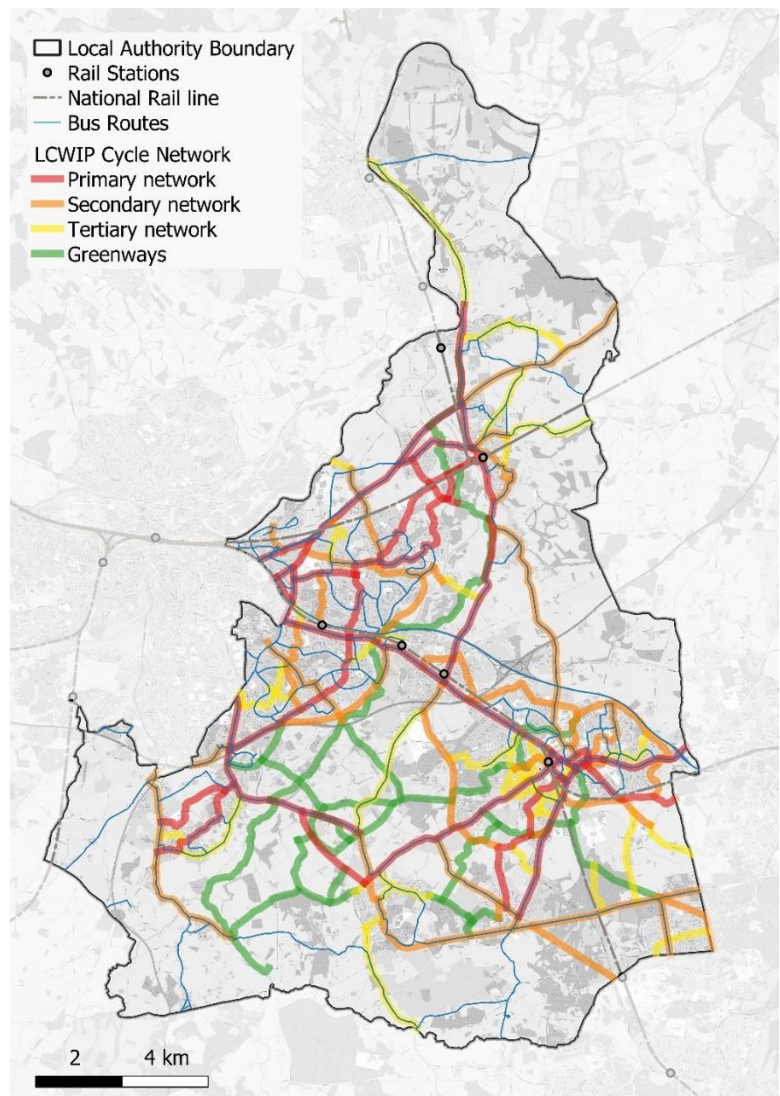 Local Authority Boundary
Rail Stations
National Rail line
Bus Routes
LCWIP Cycle Network
Primary network
Secondary network
Tertiary network
Greenways
2 4 km